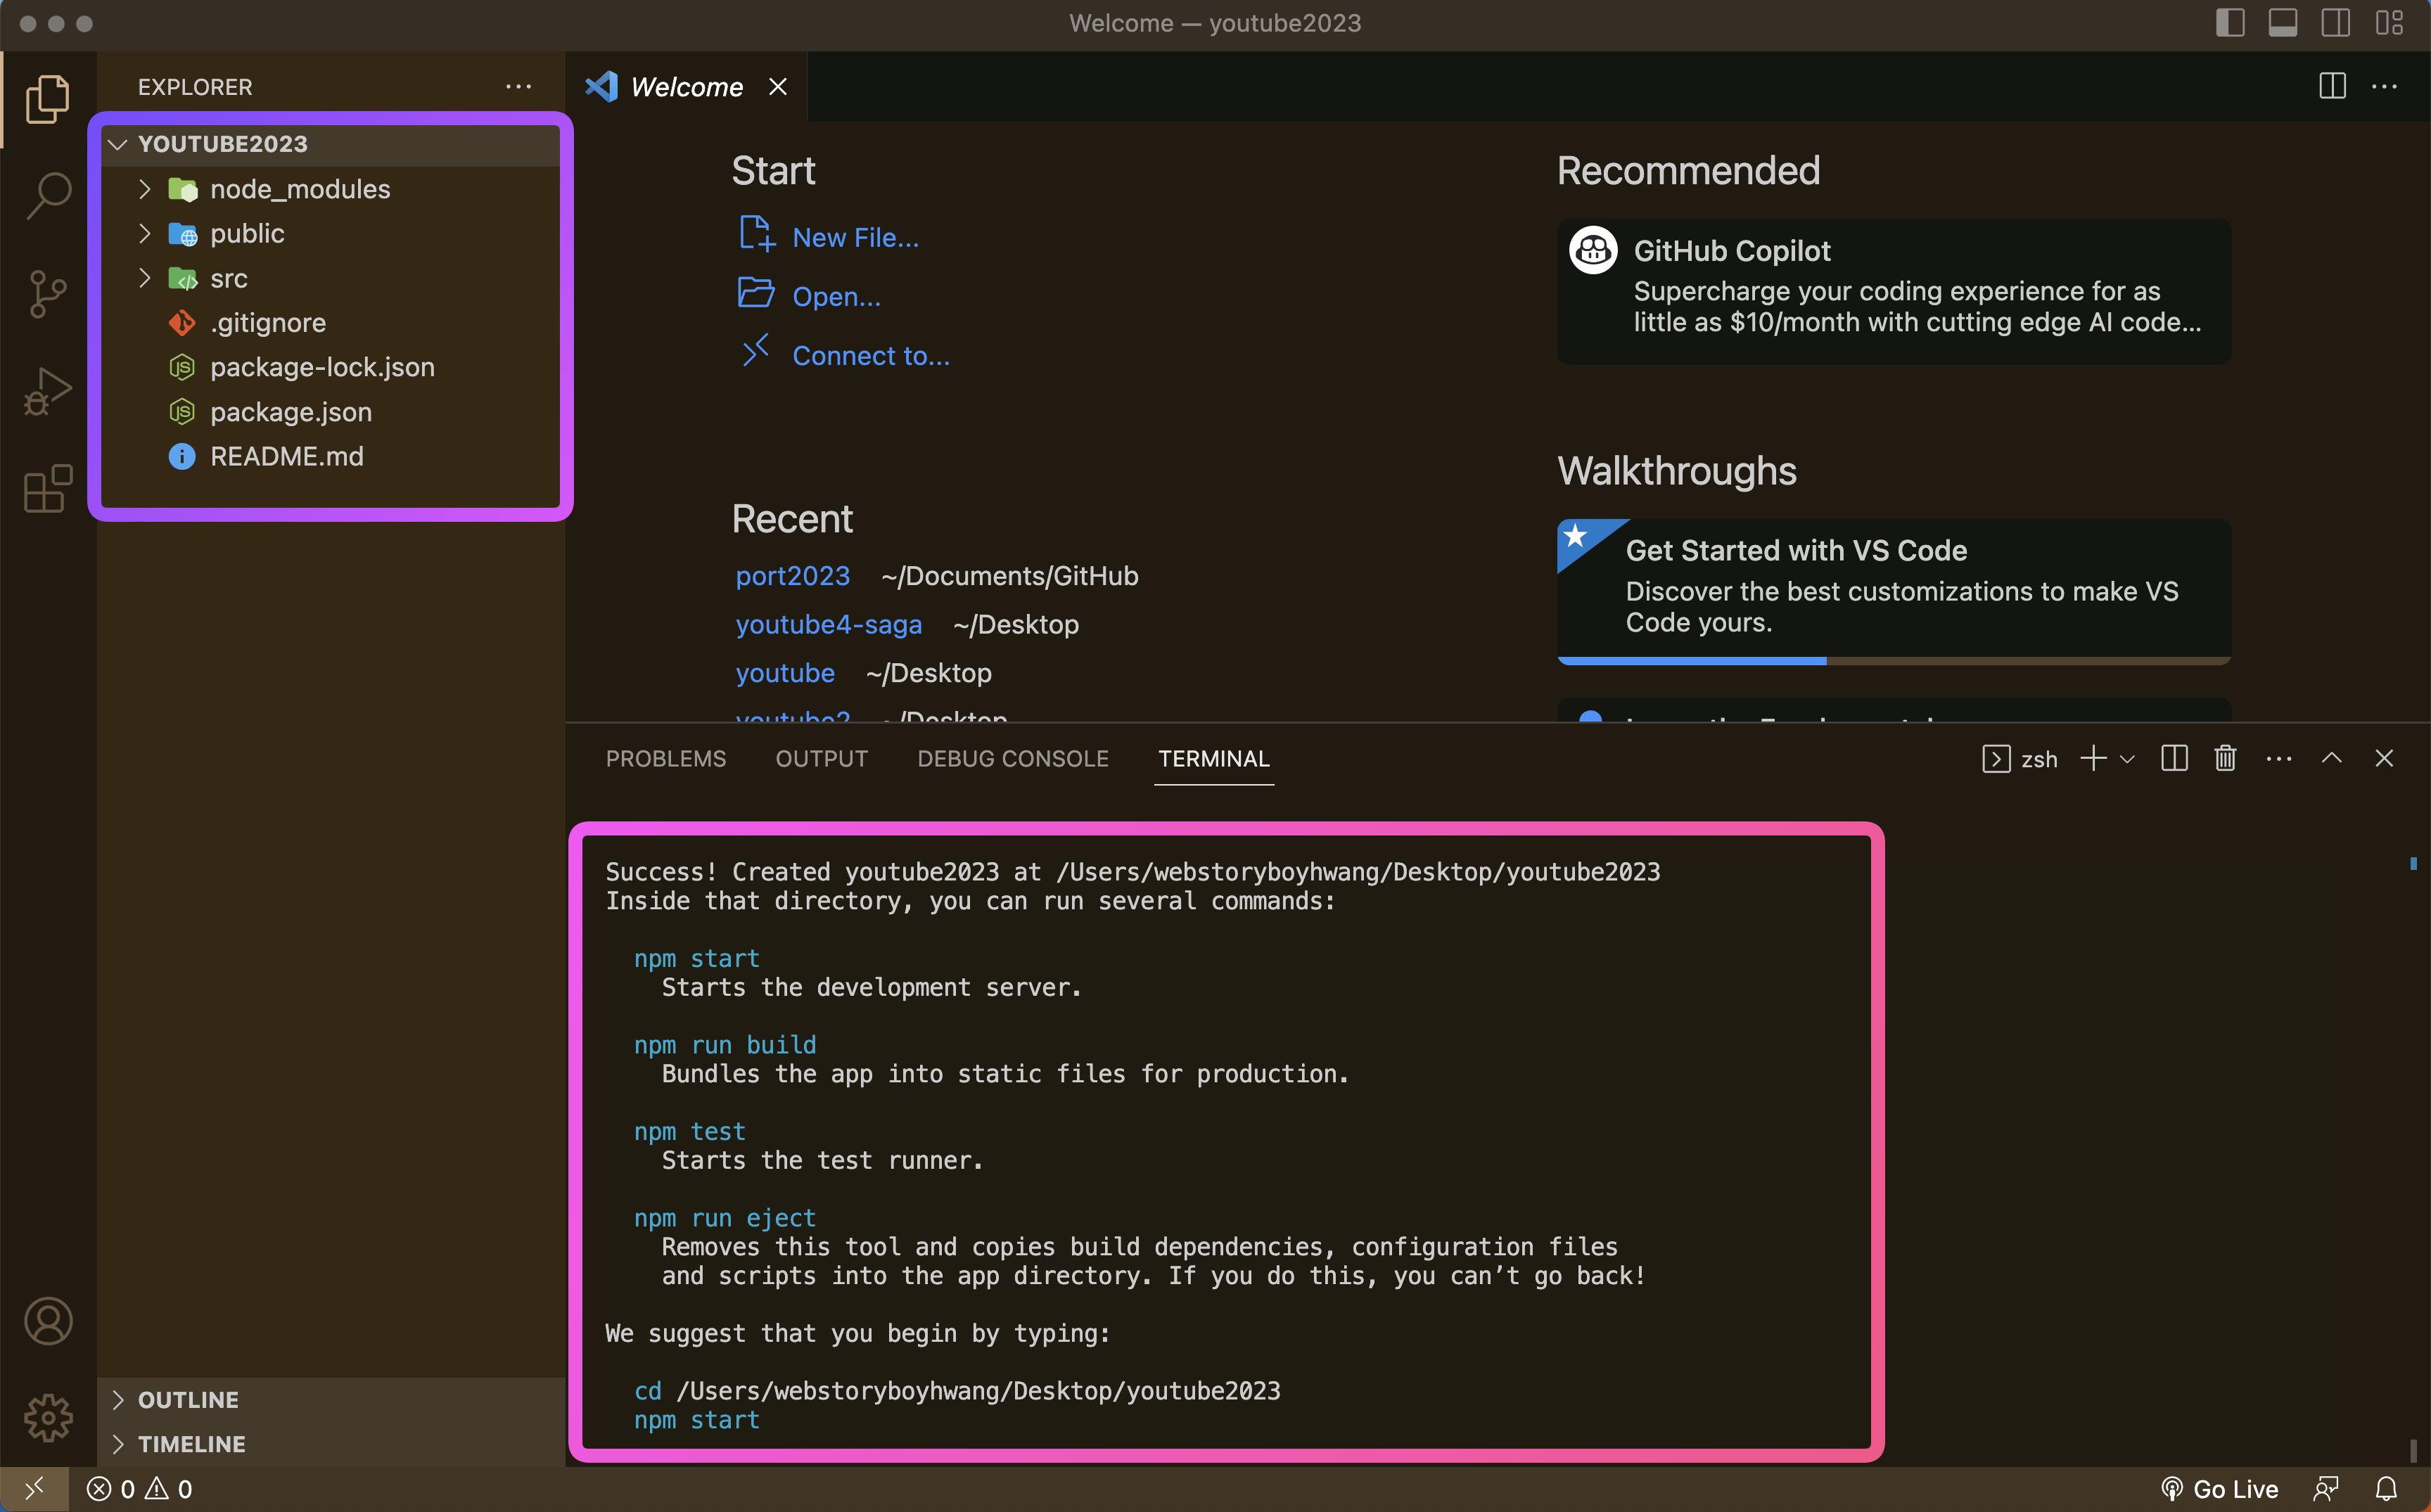 Welcome — youtube2023
EXPLORER
YOUTUBE2023
node_modules
public
src
.gitignore
package-lock.json
package.json
README.md
OUTLINE
TIMELINE
Welcome
Start
New File...
Open...
Connect to...
Recent
port2023 ~/Documents/GitHub
youtube4-saga ~/Desktop
youtube ~/Desktop
youtube2 ~/Desktop
Recommended
GitHub Copilot
Supercharge your coding experience for as
little as $10/month with cutting edge AI code...
Walkthroughs
Get Started with VS Code
Discover the best customizations to make VS
Code yours.
PROBLEMS OUTPUT DEBUG CONSOLE TERMINAL
zsh
Success! Created youtube2023 at /Users/webstoryboyhwang/Desktop/youtube2023
Inside that directory, you can run several commands:
npm start
Starts the development server.
npm run build
Bundles the app into static files for production.
npm test
Starts the test runner.
npm run eject
Removes this tool and copies build dependencies, configuration files
and scripts into the app directory. If you do this, you can’t go back!
We suggest that you begin by typing:
cd /Users/webstoryboyhwang/Desktop/youtube2023
npm start
0 0
Go Live